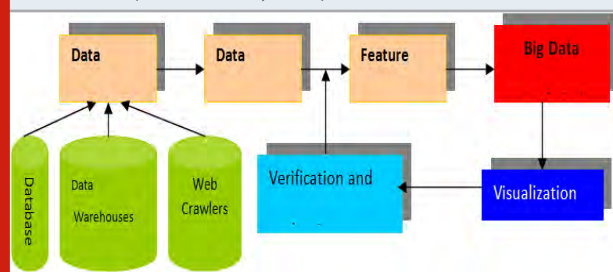 Data
Data
Feature
Big Data
Database
Data
Warehouses
Web
Crawlers
Verification and
Visualization